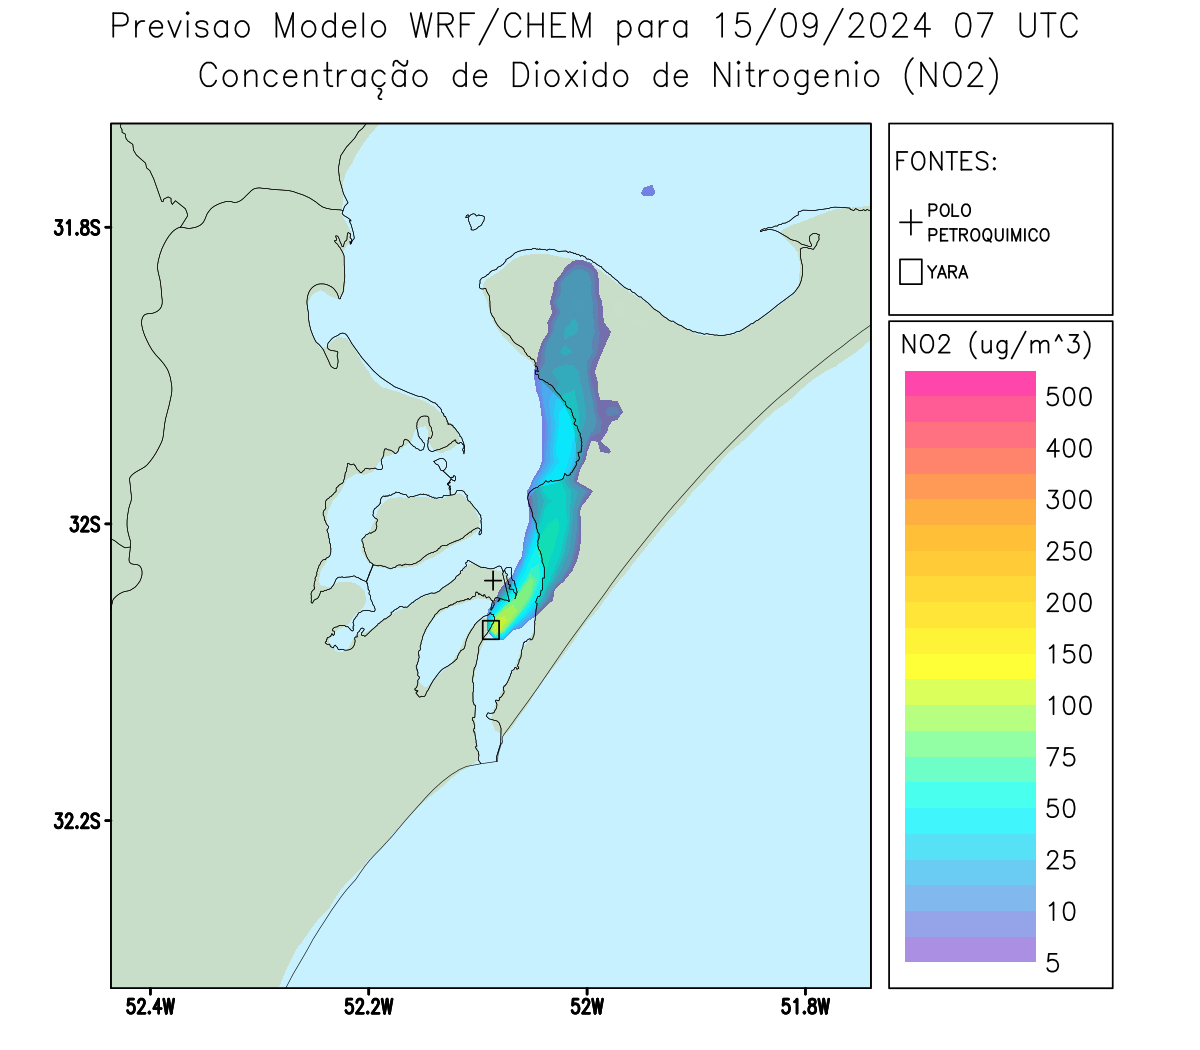 Previsao Modelo WRF/CHEM para 15/09/2024 07 UTC
Concentração de Dioxido de Nitrogenio (NO2)
FONTES:
POLO
PETROQUIMICO
YARA
NO2 (ug/m^3)
500
400
300
250
200
150
100
75
50
25
10
5
31.8S
32S
32.2S
52.4W
52.2W
52W
51.8W